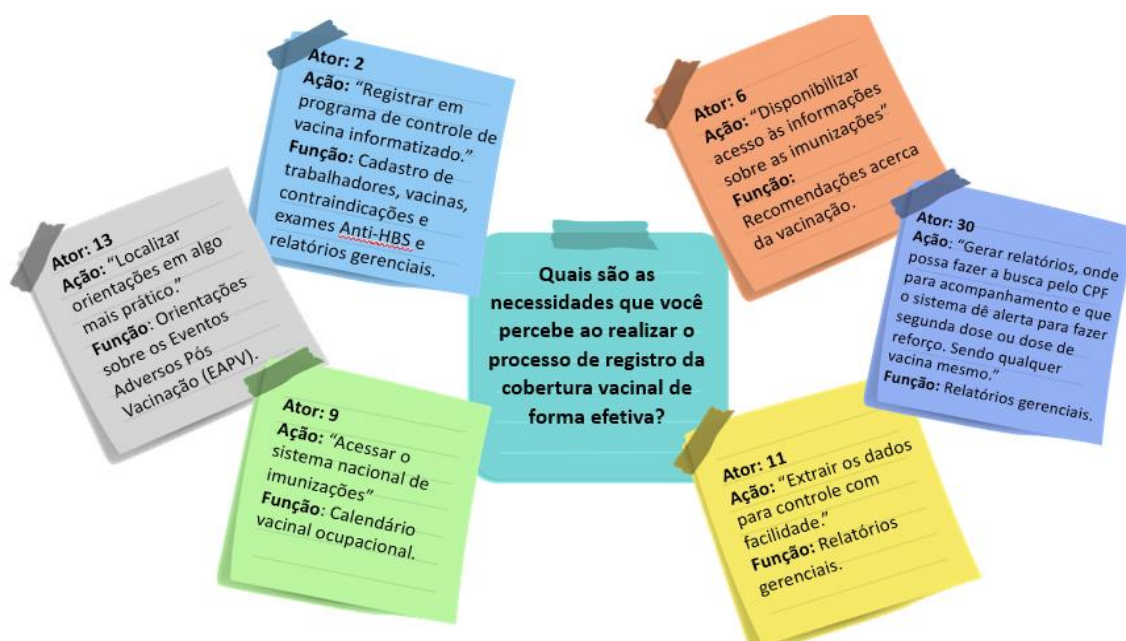 Ator: 2
Ação: “Registrar em
programa de controle de
vacina informatizado.”
Função: Cadastro de
trabalhadores, vacinas,
contraindicações e
exames Anti-HBS e
relatórios gerenciais.
Ator: 6
Ação: “Disponibilizar
acesso às informações
sobre as imunizações”
Função:
Recomendações acerca
da vacinação.
Ator: 13
Ação: “Localizar
orientações em algo
mais prático.”
Função: Orientações
sobre os Eventos
Adversos Pós
Vacinação (EAPV).
Quais são as
necessidades que você
percebe ao realizar o
processo de registro da
cobertura vacinal de
forma efetiva?
Ator: 30
Ação: “Gerar relatórios, onde
possa fazer a busca pelo CPF
para acompanhamento e que
o sistema dê alerta para fazer
segunda dose ou dose de
reforço. Sendo qualquer
vacina mesmo.”
Função: Relatórios gerenciais.
Ator: 9
Ação: “Acessar o
sistema nacional de
imunizações”
Função: Calendário
vacinal ocupacional.
Ator: 11
Ação: “Extrair os dados
para controle com
facilidade.”
Função: Relatórios
gerenciais.